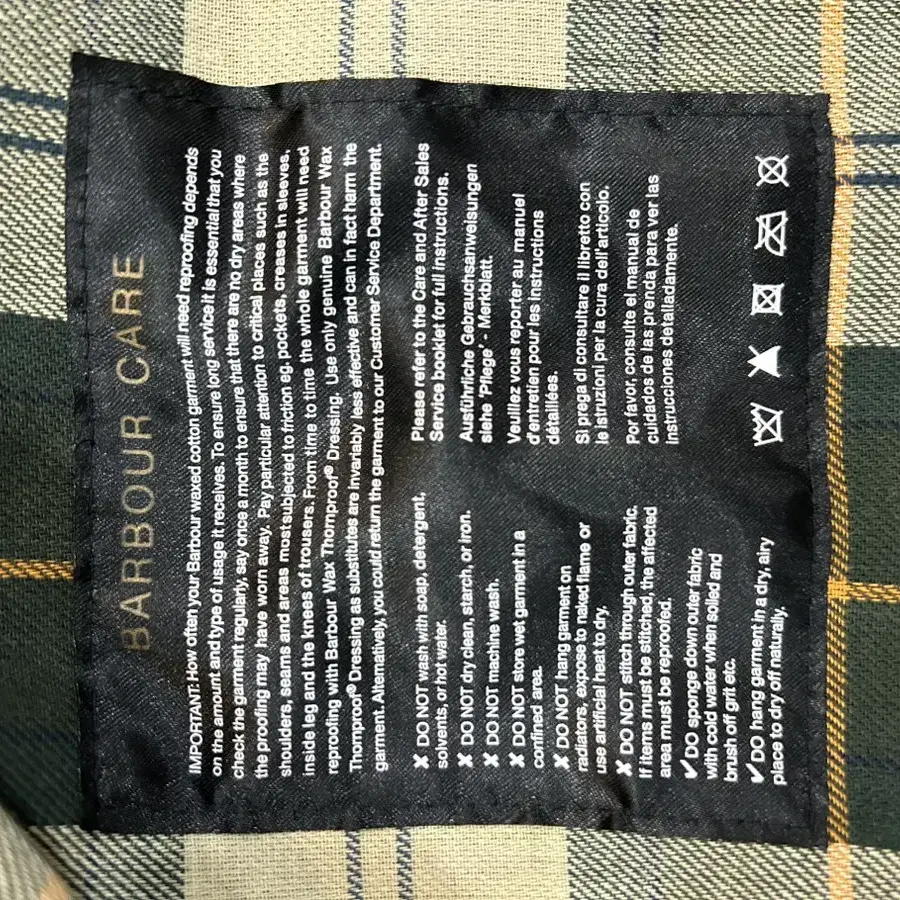 BARBOUR CARE
IMPORTANT: How often your Barbour waxed cotton garment will need reproofing depends
on the amount and type of usage it receives. To ensure long service it is essential that you
check the garment regularly, say once a month to ensure that there are no dry areas where
the proofing may have worn away. Pay particular attention to critical places such as the
shoulders, seams and areas most subjected to friction eg. pockets, creases in sleeves,
inside leg and the knees of trousers. From time to time the whole garment will need
reproofing with Barbour Wax Thornproof® Dressing. Use only genuine Barbour Wax
Thornproof® Dressing as substitutes are invariably less effective and can in fact harm the
garment. Alternatively, you could return the garment to our Customer Service Department.
✗ DO NOT wash with soap, detergent,
solvents, or hot water.
✗ DO NOT dry clean, starch, or iron.
✗ DO NOT machine wash.
✗ DO NOT store wet garment in a
confined area.
✗ DO NOT hang garment on
radiators, expose to naked flame or
use artificial heat to dry.
✗ DO NOT stitch through outer fabric.
If items must be stitched, the affected
area must be reproofed.
✓ DO sponge down outer fabric
with cold water when soiled and
brush off grit etc.
✓ DO hang garment in a dry, airy
place to dry off naturally.
Please refer to the Care and After Sales
Service booklet for full instructions.
Ausführliche Gebrauchsanweisungen
siehe 'Pflege' - Merkblatt.
Veuillez vous reporter au manuel
d'entretien pour les instructions
détaillées.
Si prega di consultare il libretto con
le istruzioni per la cura dell'articolo.
Por favor, consulte el manual de
cuidados de las prenda para ver las
instrucciones detalladamente.